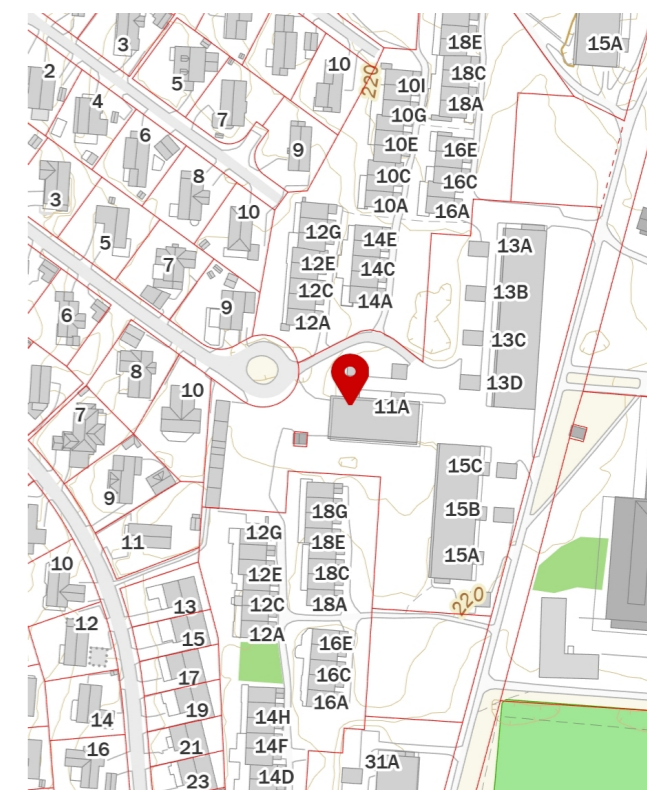 3
18E
15A
2
5
10
220
18C
4
10I
18A
7
10G
6
10E
16E
9
8
10C
16C
3
10A
16A
10
12G
14E
13A
5
7
12E
14C
12C
14A
13B
9
6
12A
13C
8
13D
10
11A
7
15C
9
18G
15B
12G
11
18E
15A
10
12E
18C
13
12C
18A
220
12
15
12A
16E
17
16C
14
19
14H
16A
16
21
14F
31A
23
14D